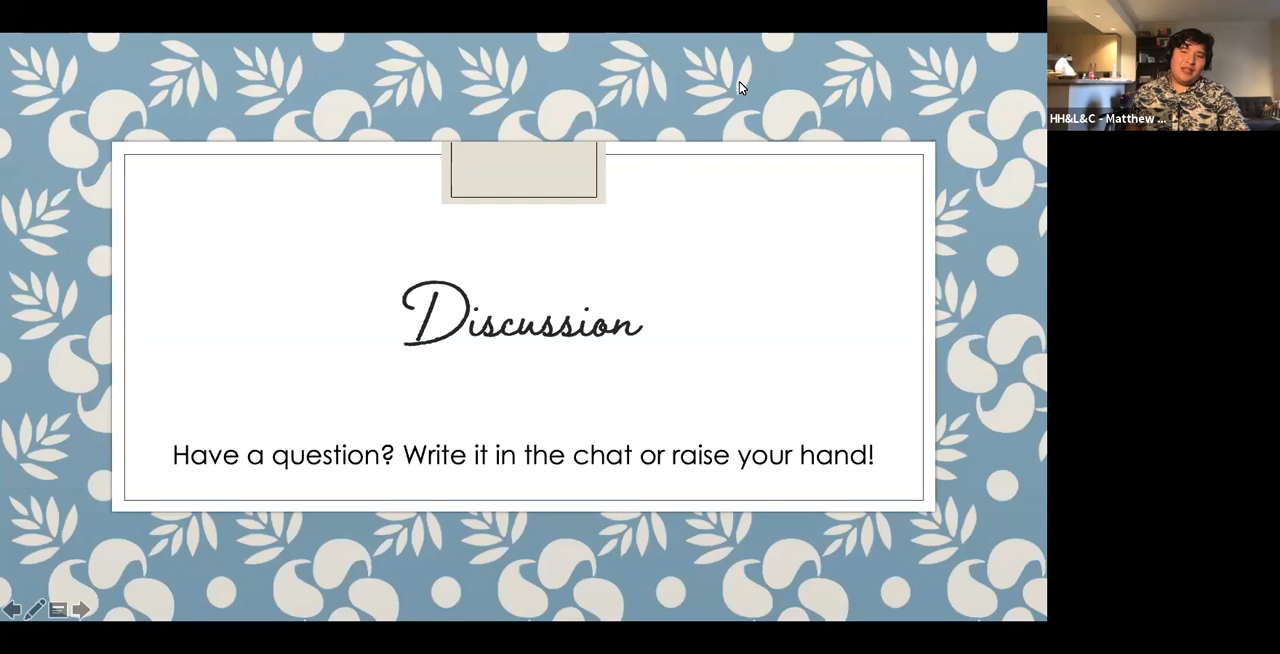 HH&L&C - Matthew ...
Discussion
Have a question? Write it in the chat or raise your hand!